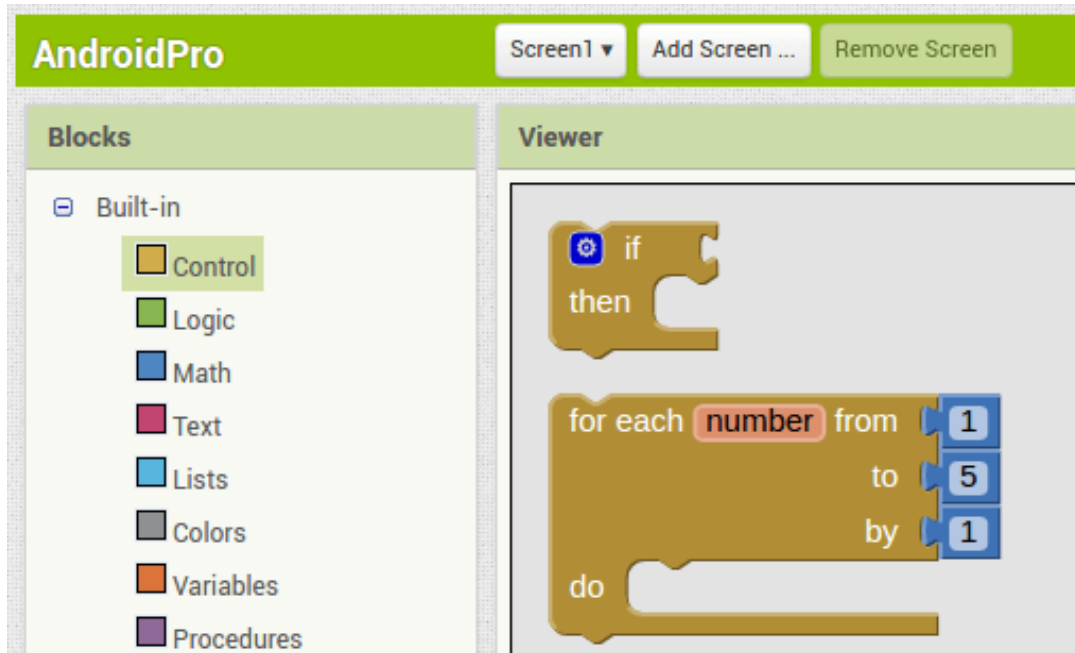 AndroidPro
Screen1 ▾ Add Screen ... Remove Screen
Blocks
Built-in
Control
Logic
Math
Text
Lists
Colors
Variables
Procedures
Viewer
if
then
for each number from 1
to 5
by 1
do